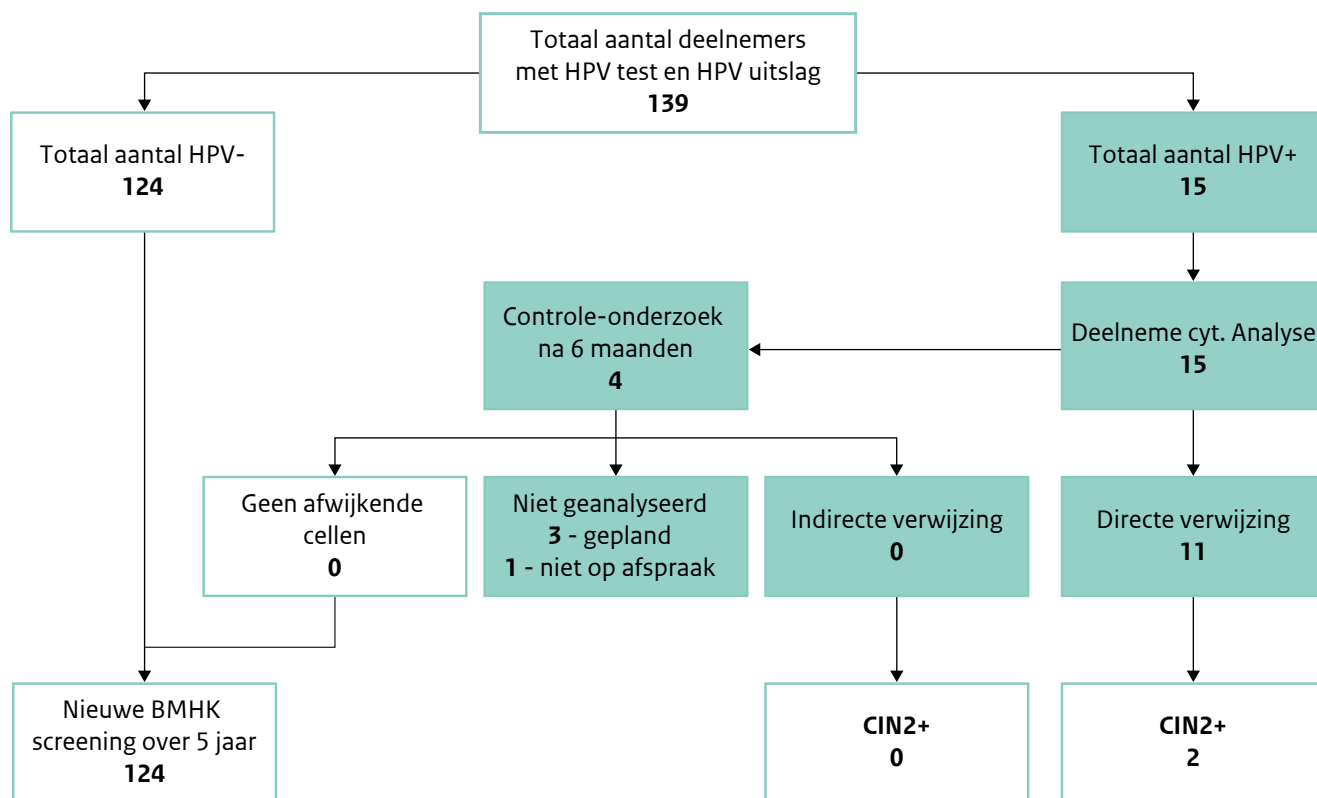 Totaal aantal deelnemers
met HPV test en HPV uitslag
139
Totaal aantal HPV-
124
Totaal aantal HPV+
15
Controle-onderzoek
na 6 maanden
4
Deelneme cyt. Analyse
15
Geen afwijkende
cellen
0
Niet geanalyseerd
3 - gepland
1 - niet op afspraak
Indirecte verwijzing
0
Directe verwijzing
11
Nieuwe BMHK
screening over 5 jaar
124
CIN2+
0
CIN2+
2